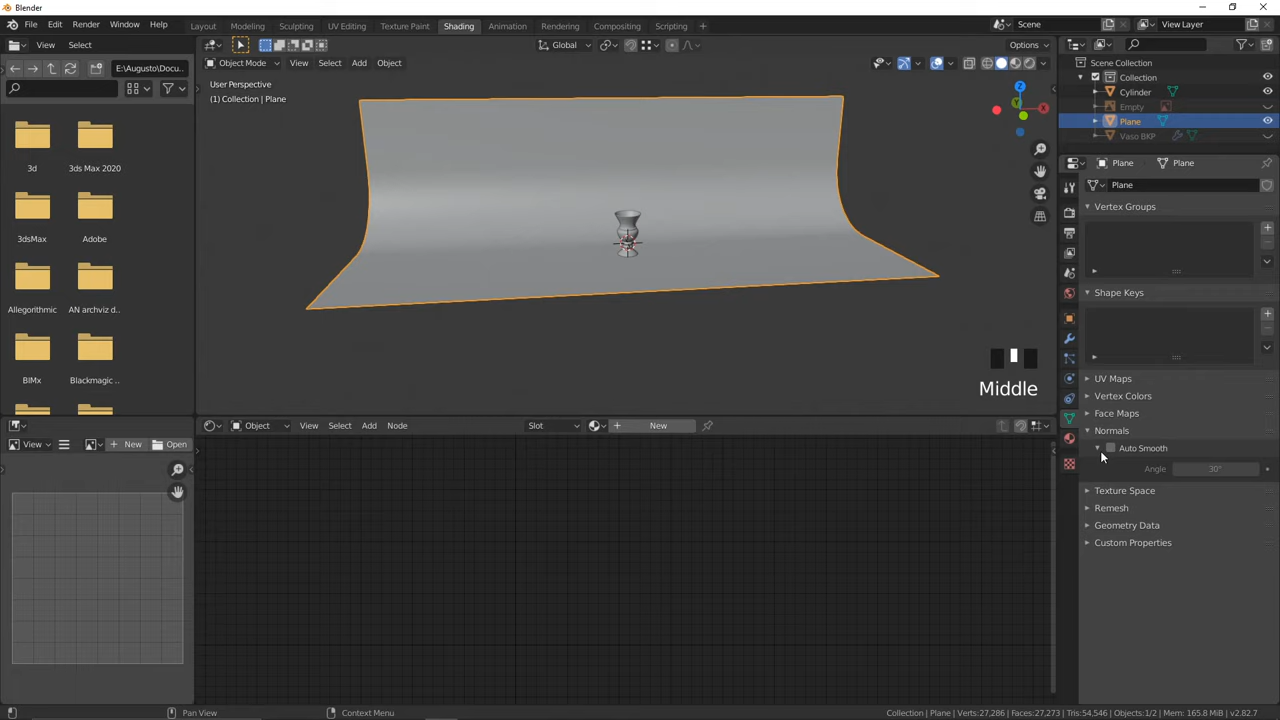 Blender
File Edit Render Window Help
Layout Modeling Sculpting UV Editing Texture Paint Shading Animation Rendering Compositing Scripting +
Scene
View Layer
View Select
Global
Options
E:\Augusto\Docu...
Object Mode View Select Add Object
User Perspective
(1) Collection | Plane
3d
3ds Max 2020
3dsMax
Adobe
Allegorithmic
AN archviz d..
BIMx
Blackmagic ..
Z
Y
X
Middle
Scene Collection
Collection
Cylinder
Empty
Plane
Vaso BKP
Plane Plane
Plane
Vertex Groups
Shape Keys
UV Maps
Vertex Colors
Face Maps
Normals
Auto Smooth
Angle 30°
Texture Space
Remesh
Geometry Data
Custom Properties
View New Open
Object View Select Add Node Slot New
Pan View Context Menu
Collection | Plane | Verts:27,286 | Faces:27,273 | Tris:54,546 | Objects:1/2 | Mem: 165.8 MiB | v2.82.7